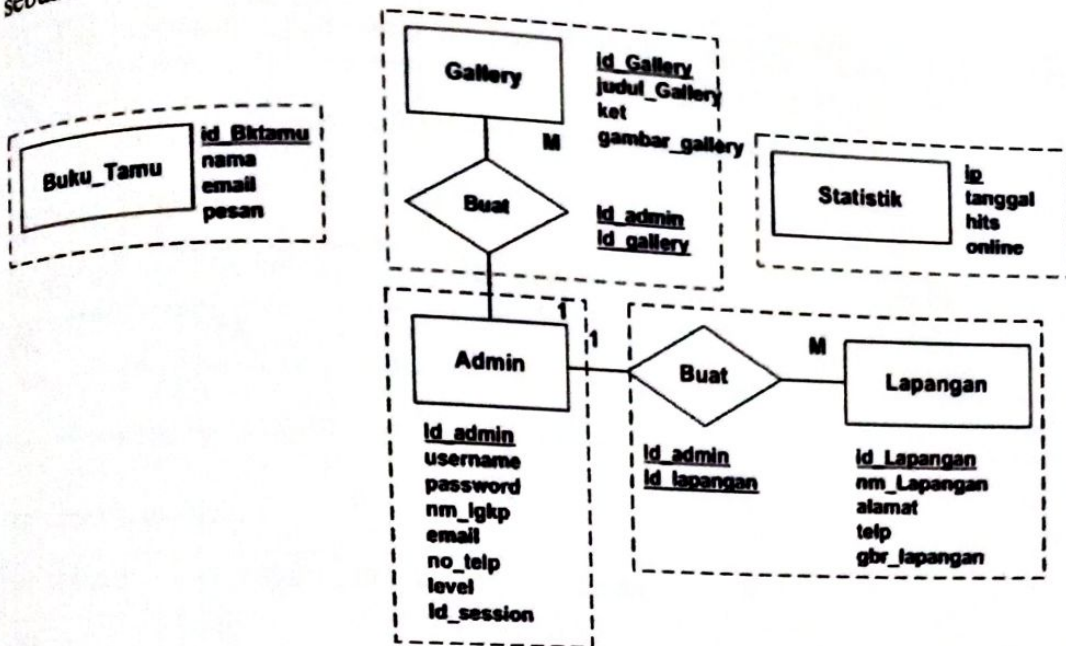 Gallery
id_Gallery
judul_Gallery
ket
gambar_gallery
M
Buku_Tamu
id_Bktamu
nama
email
pesan
Buat
id_admin
id_gallery
Statistik
ip
tanggal
hits
online
1
Admin
1
Buat
M
Lapangan
id_admin
username
password
nm_lgkp
email
no_telp
level
id_session
id_admin
id_lapangan
id_Lapangan
nm_Lapangan
alamat
telp
gbr_lapangan